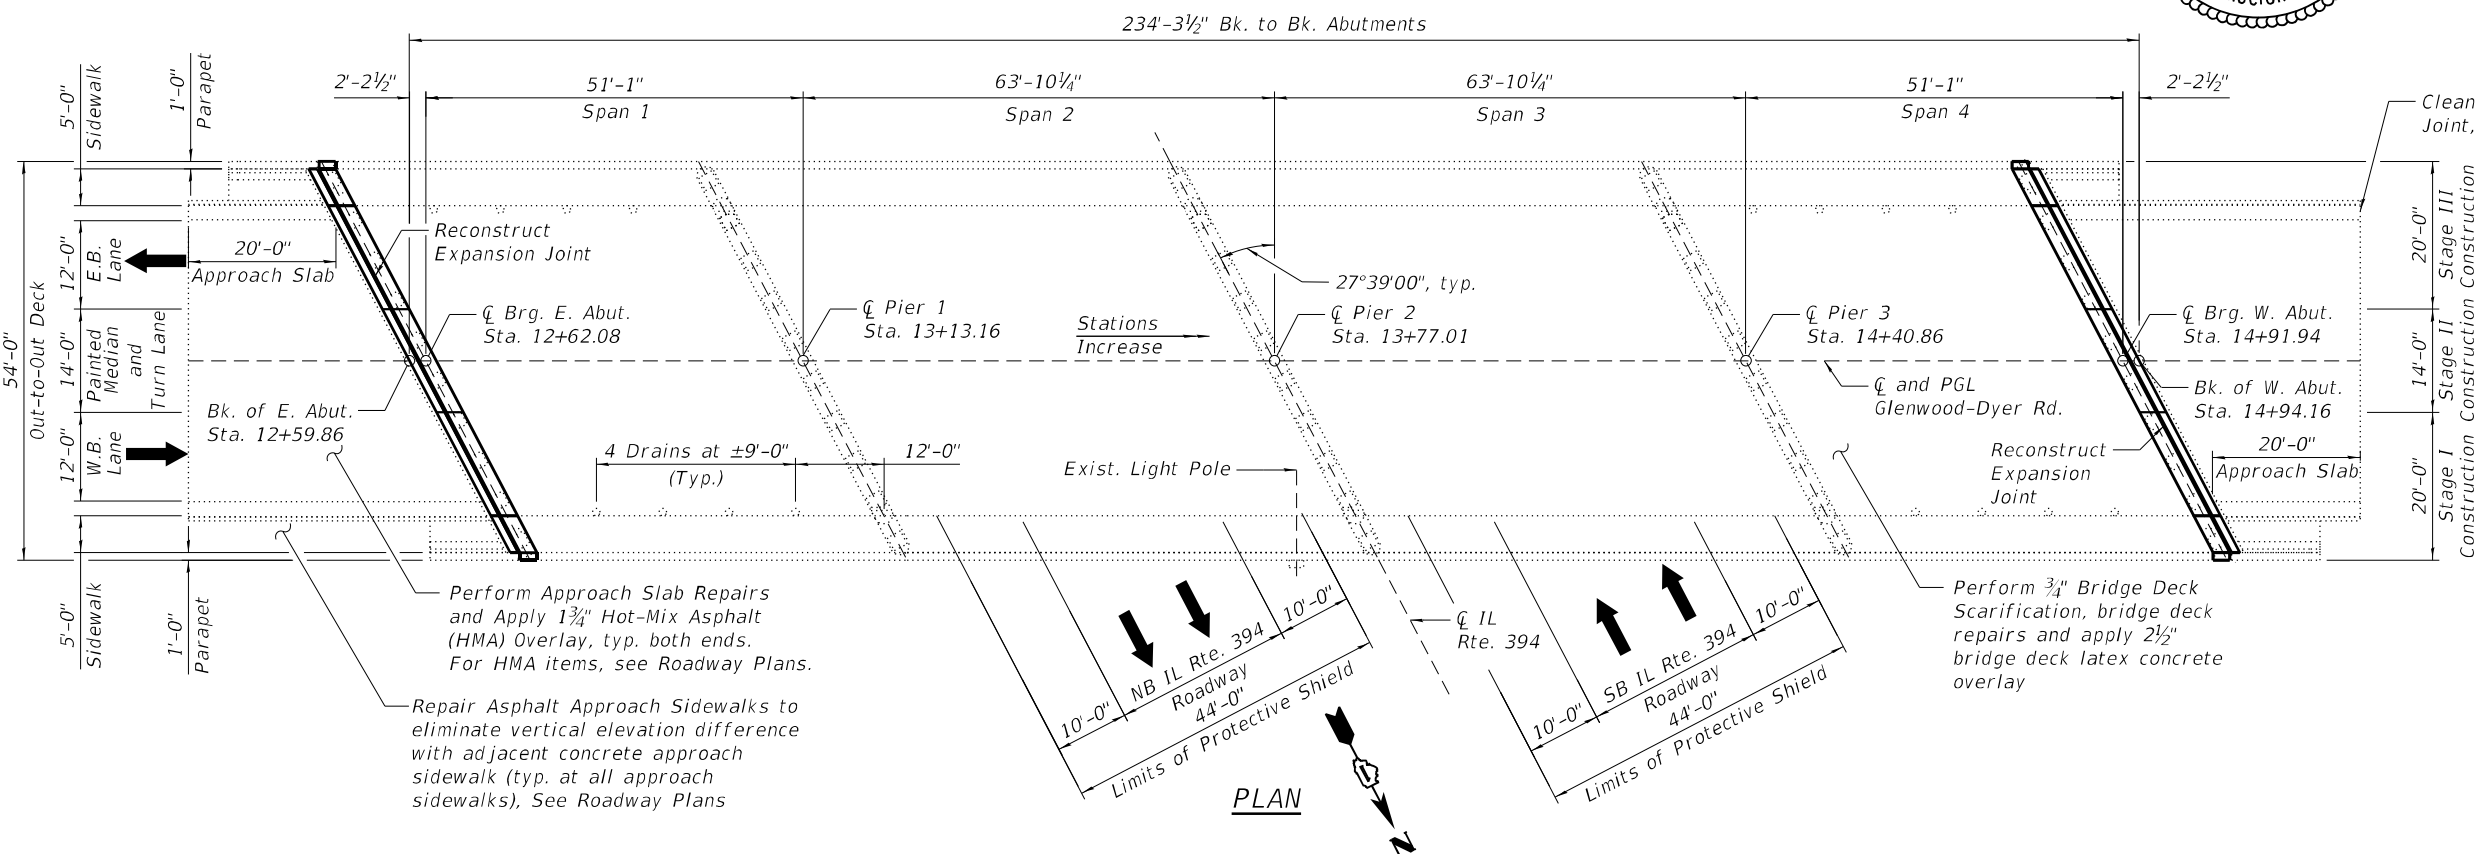 234'-3½" Bk. to Bk. Abutments
2'-2½"
51'-1"
63'-10¼"
63'-10¼"
51'-1"
2'-2½"
Span 1
Span 2
Span 3
Span 4
5'-0"
Sidewalk
1'-0"
Parapet
Clean
Joint,
54'-0"
Out-to-Out Deck
12'-0"
E.B.
Lane
14'-0"
Painted
Median
and
Turn Lane
12'-0"
W.B.
Lane
5'-0"
Sidewalk
1'-0"
Parapet
20'-0"
Approach Slab
Reconstruct
Expansion Joint
27°39'00", typ.
℄ Brg. E. Abut.
Sta. 12+62.08
℄ Pier 1
Sta. 13+13.16
Stations
Increase
℄ Pier 2
Sta. 13+77.01
℄ Pier 3
Sta. 14+40.86
℄ Brg. W. Abut.
Sta. 14+91.94
Bk. of E. Abut.
Sta. 12+59.86
℄ and PGL
Glenwood-Dyer Rd.
Bk. of W. Abut.
Sta. 14+94.16
4 Drains at ±9'-0"
(Typ.)
12'-0"
Exist. Light Pole
Reconstruct
Expansion
Joint
20'-0"
Approach Slab
20'-0"
Stage III
Construction
14'-0"
Stage II
Construction
20'-0"
Stage I
Construction
Perform Approach Slab Repairs
and Apply 1¾" Hot-Mix Asphalt
(HMA) Overlay, typ. both ends.
For HMA items, see Roadway Plans.
Repair Asphalt Approach Sidewalks to
eliminate vertical elevation difference
with adjacent concrete approach
sidewalk (typ. at all approach
sidewalks), See Roadway Plans
10'-0"
NB IL Rte. 394
Roadway
44'-0"
10'-0"
Limits of Protective Shield
℄ IL
Rte. 394
10'-0"
SB IL Rte. 394
Roadway
44'-0"
10'-0"
Limits of Protective Shield
Perform ¾" Bridge Deck
Scarification, bridge deck
repairs and apply 2½"
bridge deck latex concrete
overlay
PLAN
N